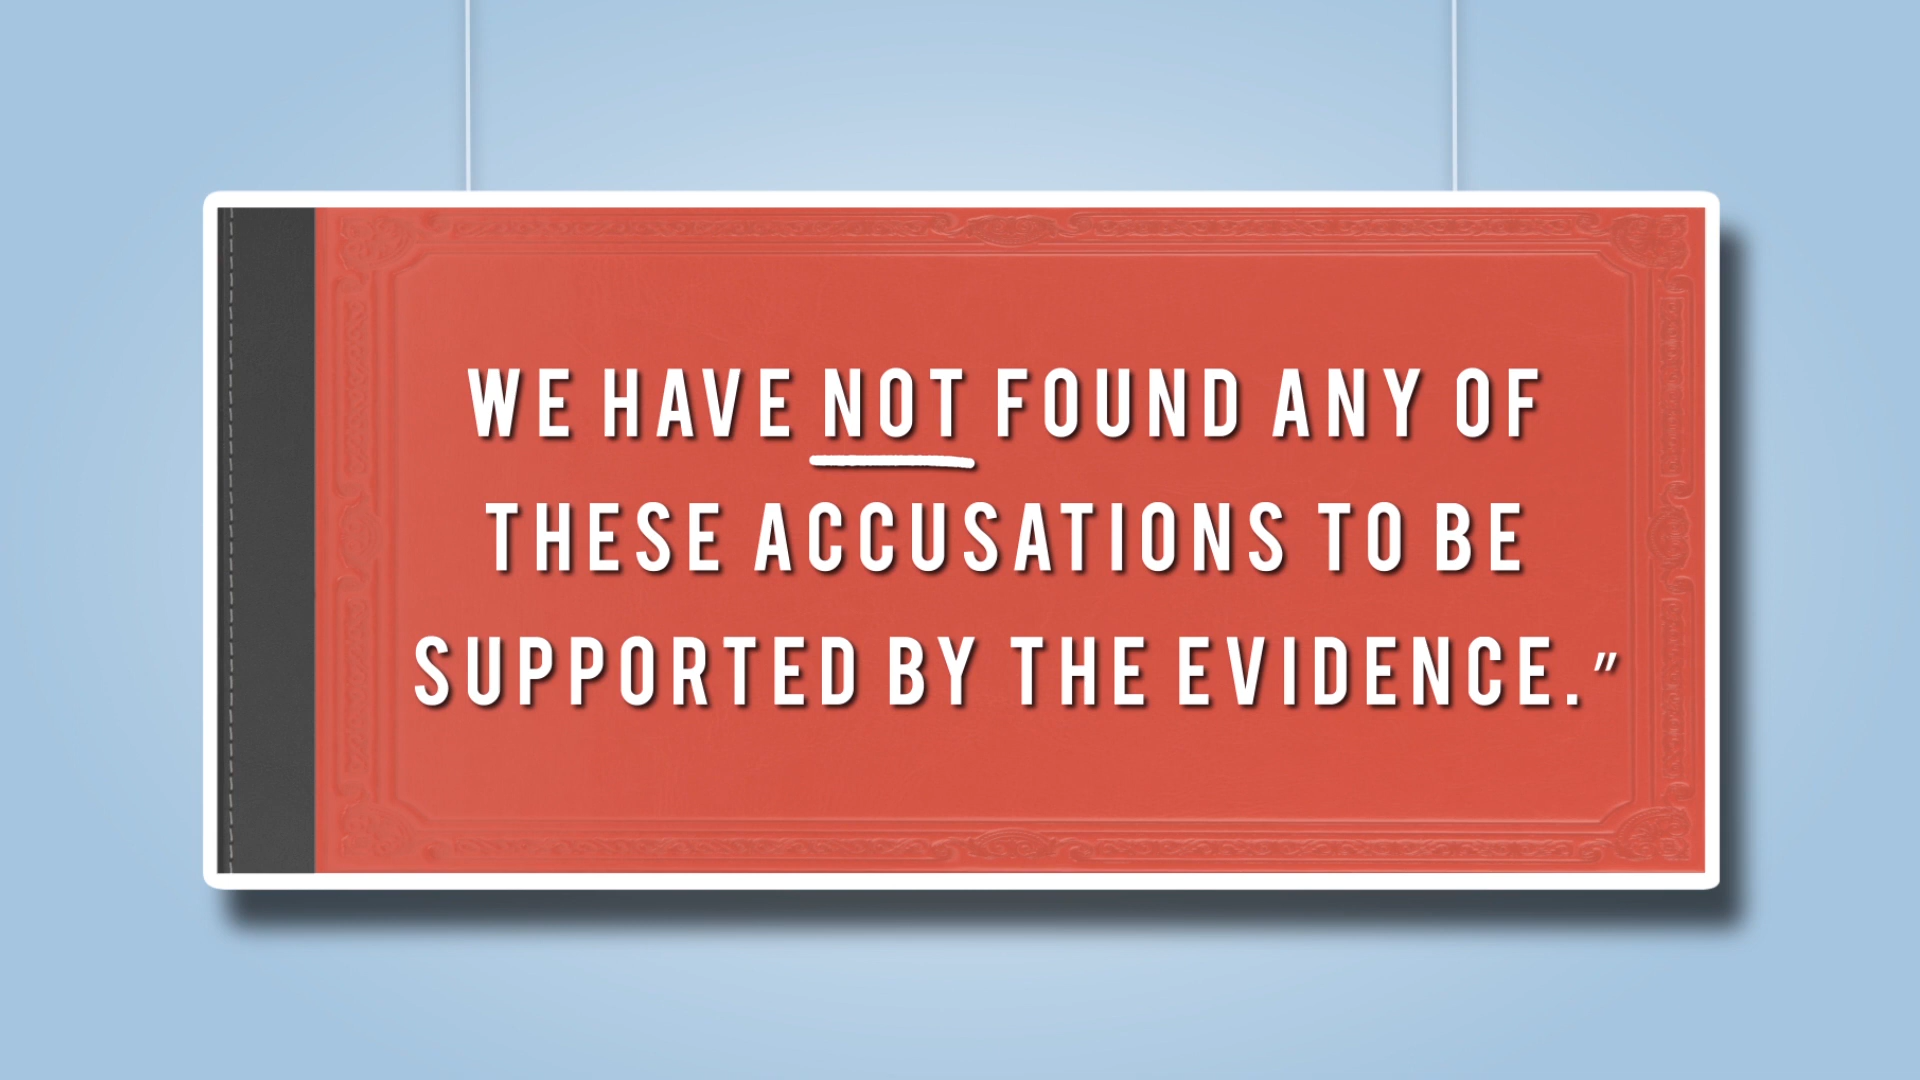 WE HAVE NOT FOUND ANY OF
THESE ACCUSATIONS TO BE
SUPPORTED BY THE EVIDENCE."